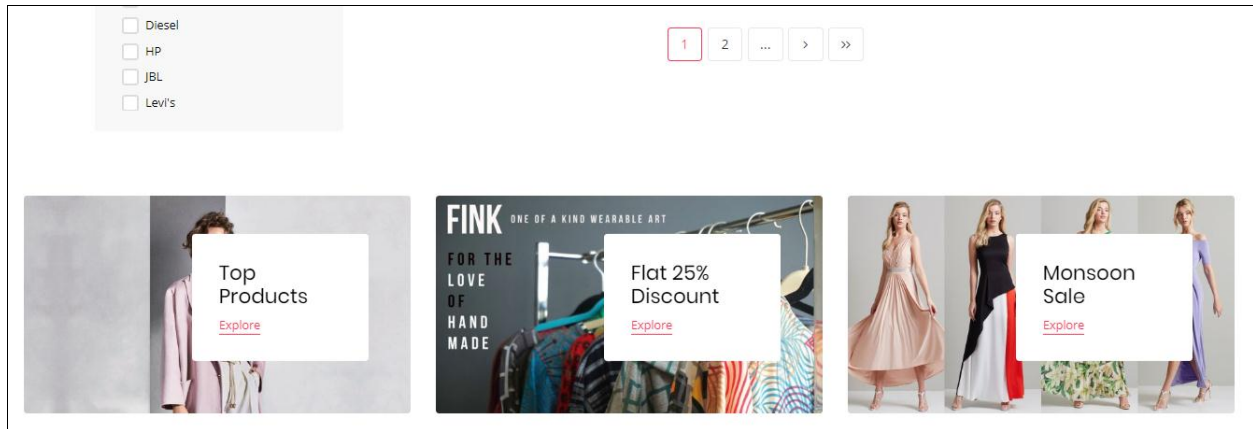 Diesel
HP
JBL
Levi's
1 2 ... > >>
Top
Products
Explore
FINK ONE OF A KIND WEARABLE ART
FOR THE
LOVE
OF
HAND
MADE
Flat 25%
Discount
Explore
Monsoon
Sale
Explore